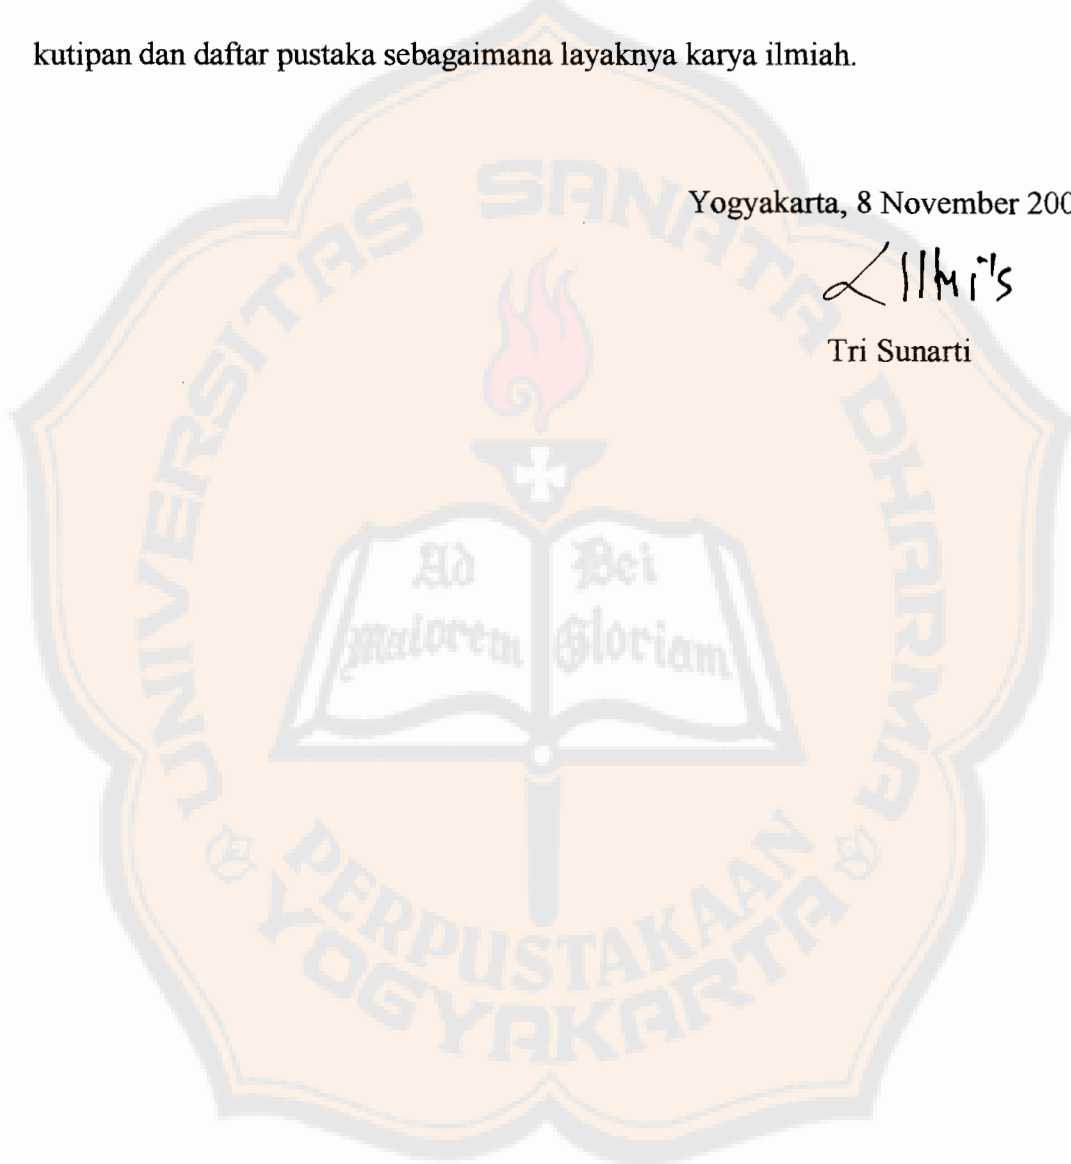 kutipan dan daftar pustaka sebagaimana layaknya karya ilmiah.
Yogyakarta, 8 November 200
Tri Sunarti
UNIVERSITAS SANATA DHARMA
Ad Dei
Maiorem Gloriam
PERPUSTAKAAN
YOGYAKARTA